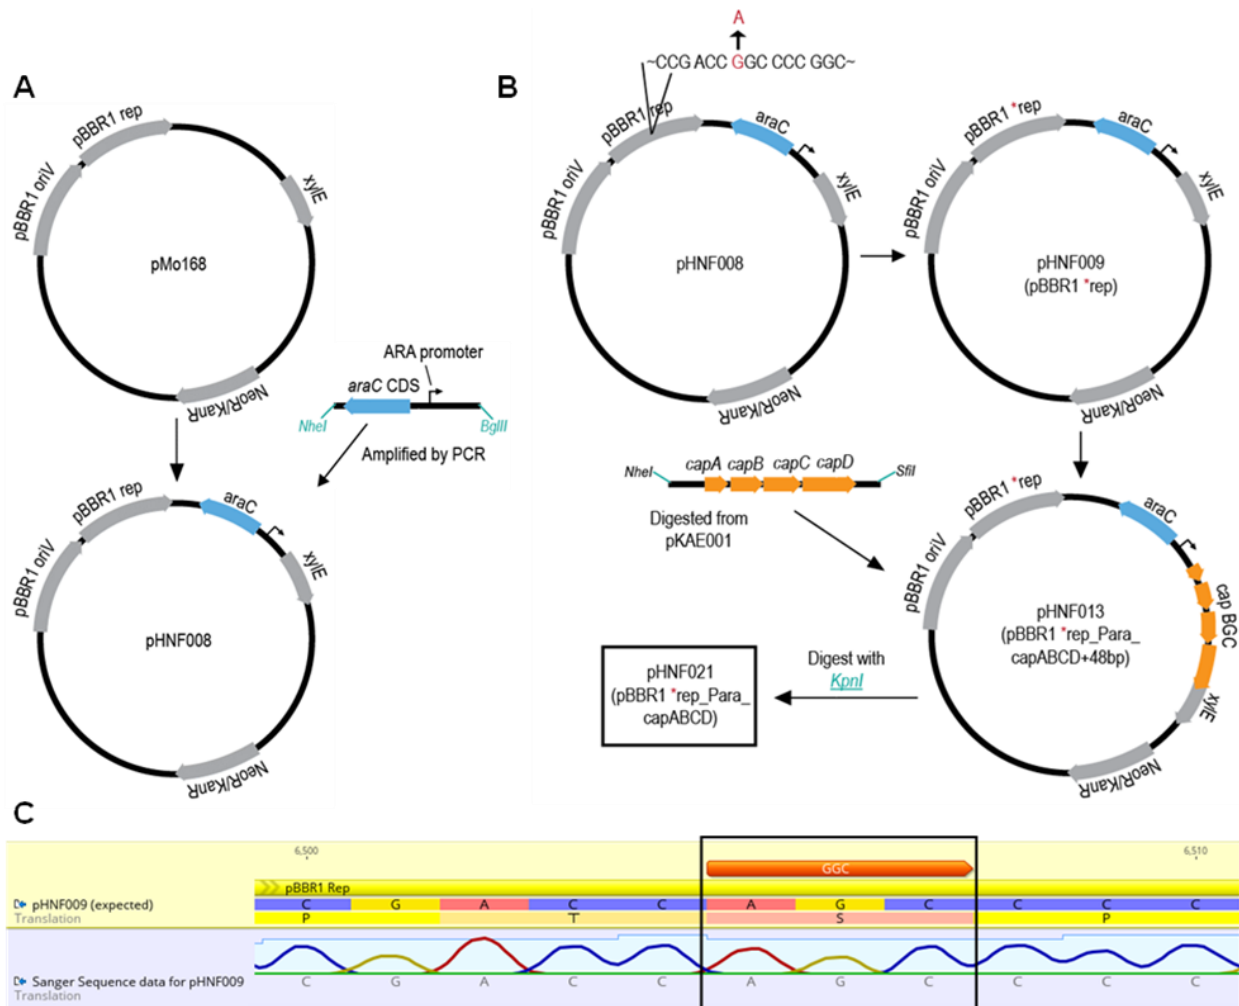 A
pBBR1 rep
pBBR1 oriV
xylE
pMo168
NeoR/KanR
ARA promoter
araC CDS
NheI
BglII
Amplified by PCR
pBBR1 rep
araC
pBBR1 oriV
xylE
pHNF008
NeoR/KanR
B
A
~CCG ACC GGC CCC GGC~
pBBR1 rep
araC
pBBR1 oriV
xylE
pHNF008
NeoR/KanR
pBBR1 *rep
araC
pBBR1 oriV
xylE
pHNF009
(pBBR1 *rep)
NeoR/KanR
capA capB capC capD
NheI
SfiI
Digested from
pKAE001
pBBR1 *rep
araC
pBBR1 oriV
cap BGC
pHNF013
(pBBR1 *rep_Para_
capABCD+48bp)
xylE
NeoR/KanR
Digest with
KpnI
pHNF021
(pBBR1 *rep_Para_
capABCD)
C
6,500
6,510
GGC
pBBR1 Rep
pHNF009 (expected)
C G A C C A G C C C C
Translation
P T S P
Sanger Sequence data for pHNF009
C G A C C A G C C C C
Translation